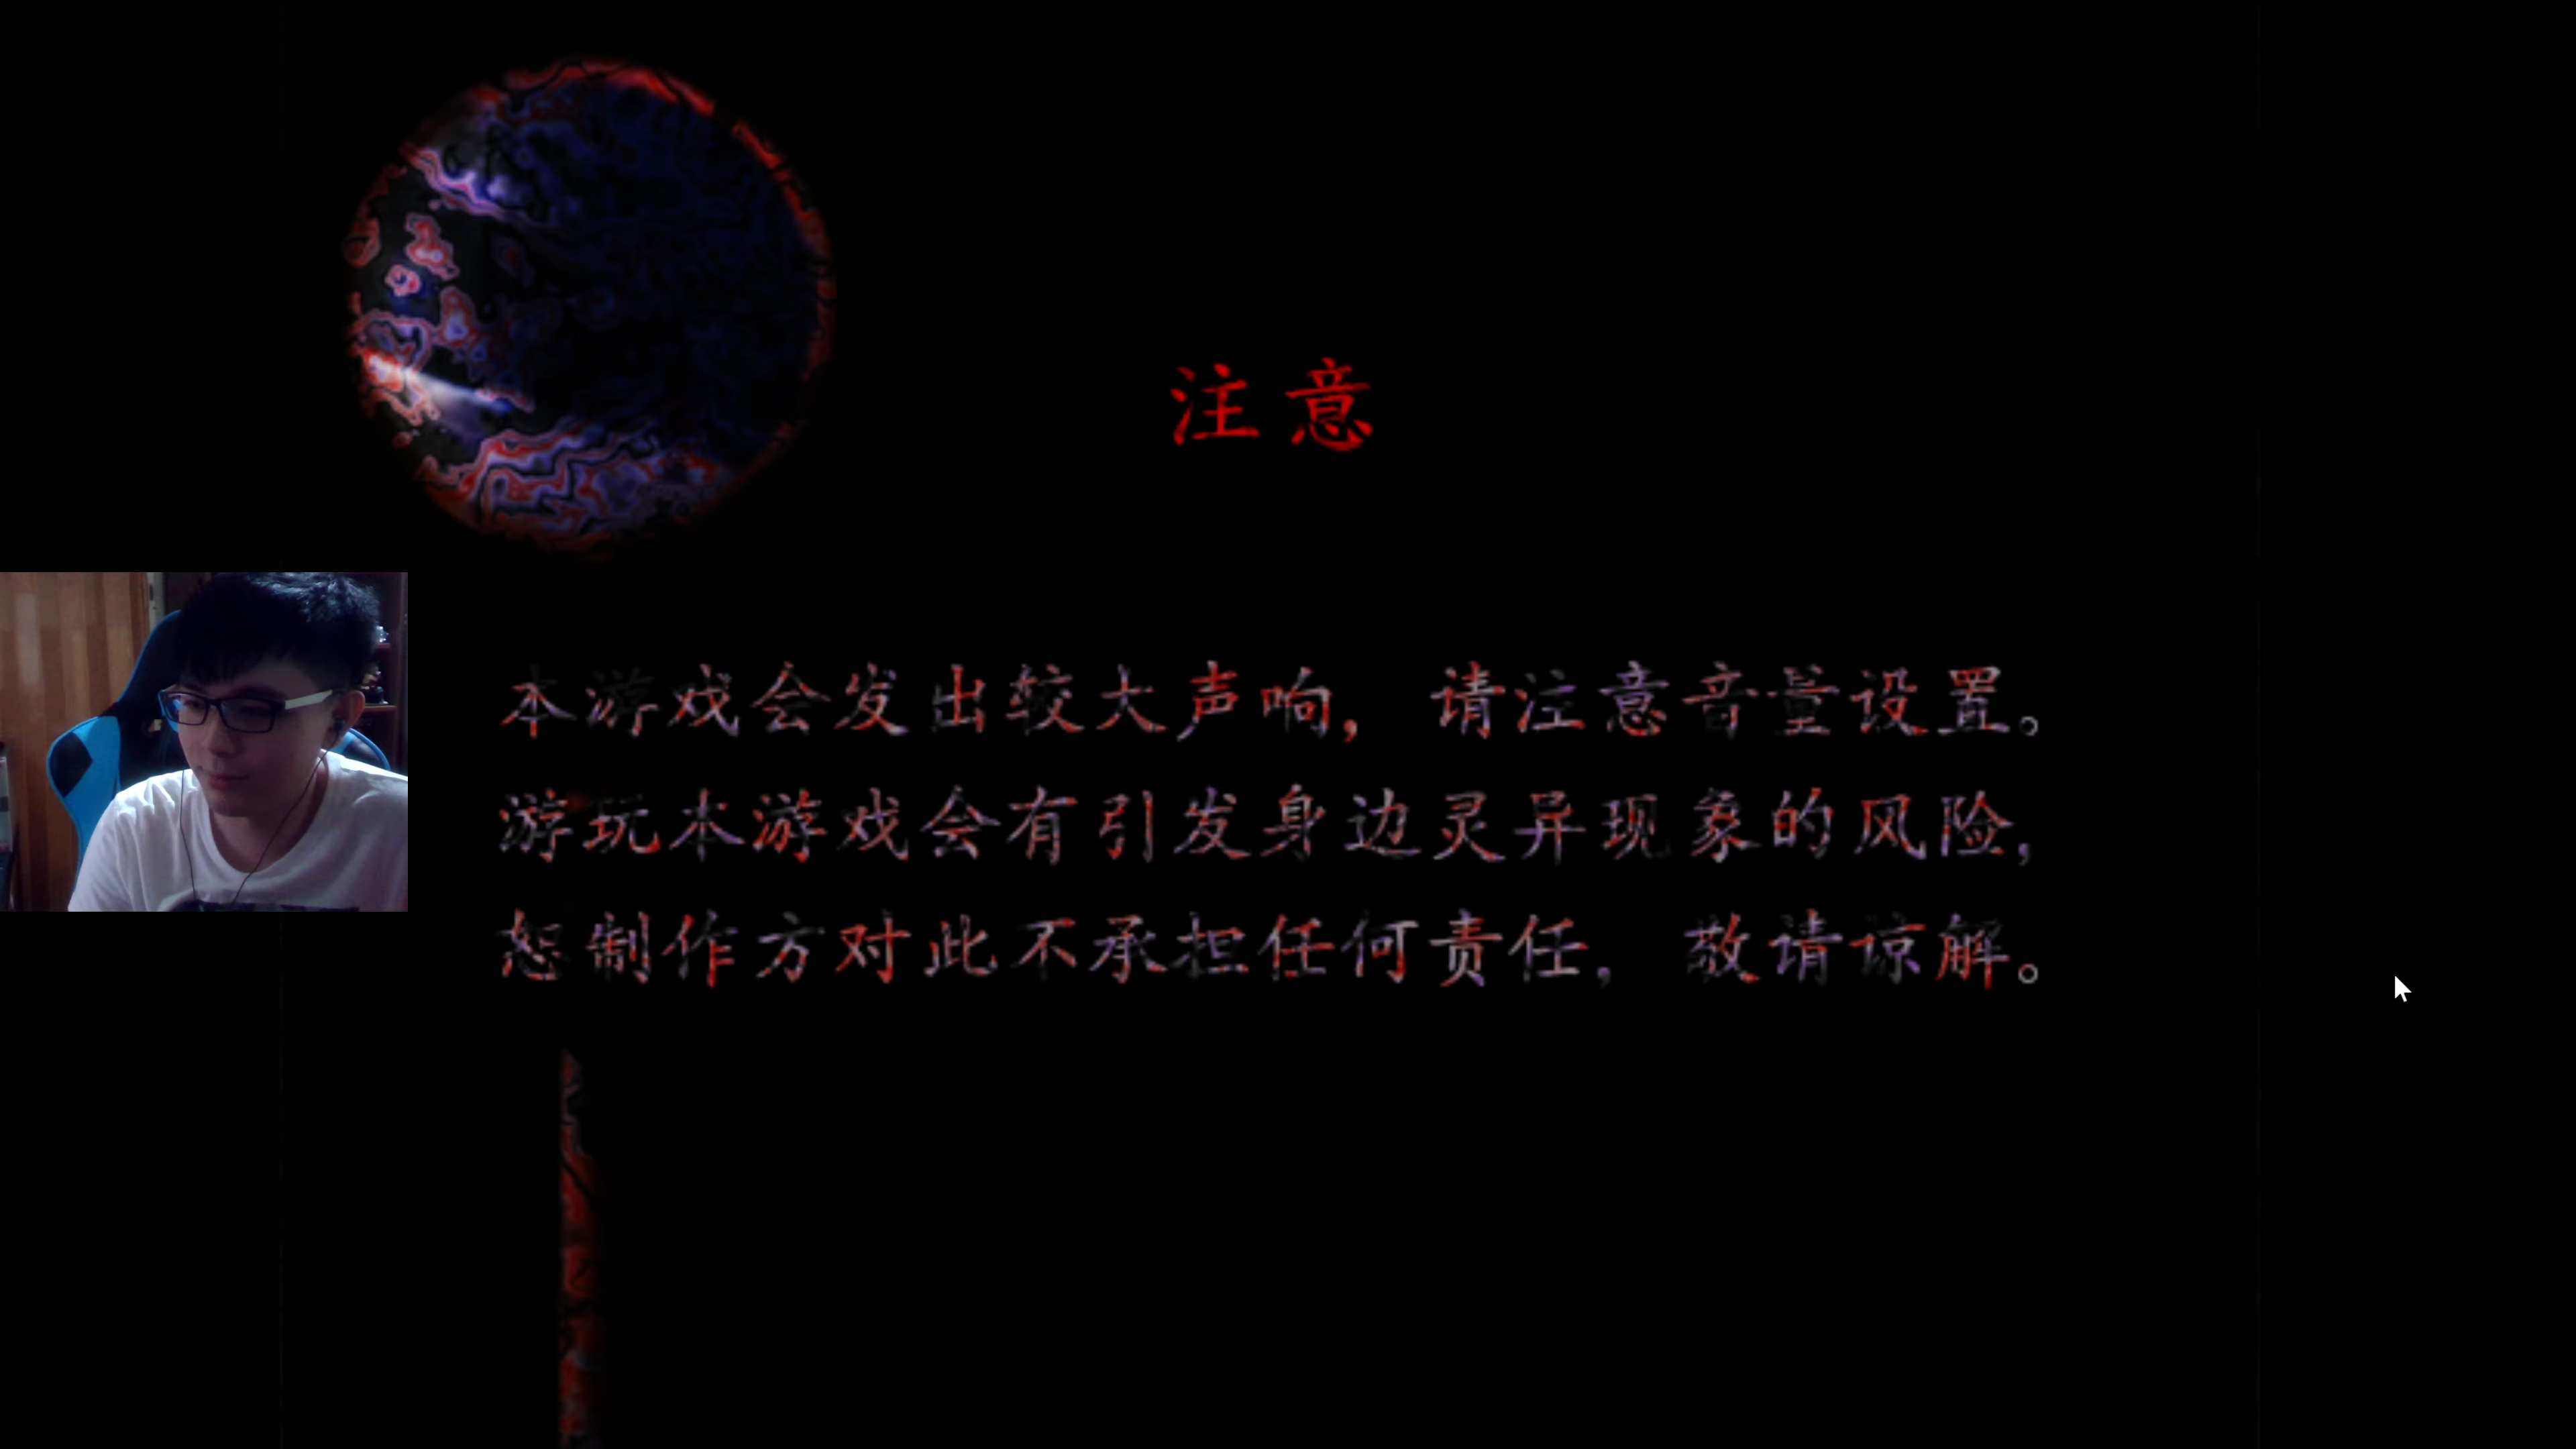 注意
本游戏会发出较大声响，请注意音量设置。
游玩本游戏会有引发身边灵异现象的风险，
恕制作方对此不承担任何责任，敬请谅解。